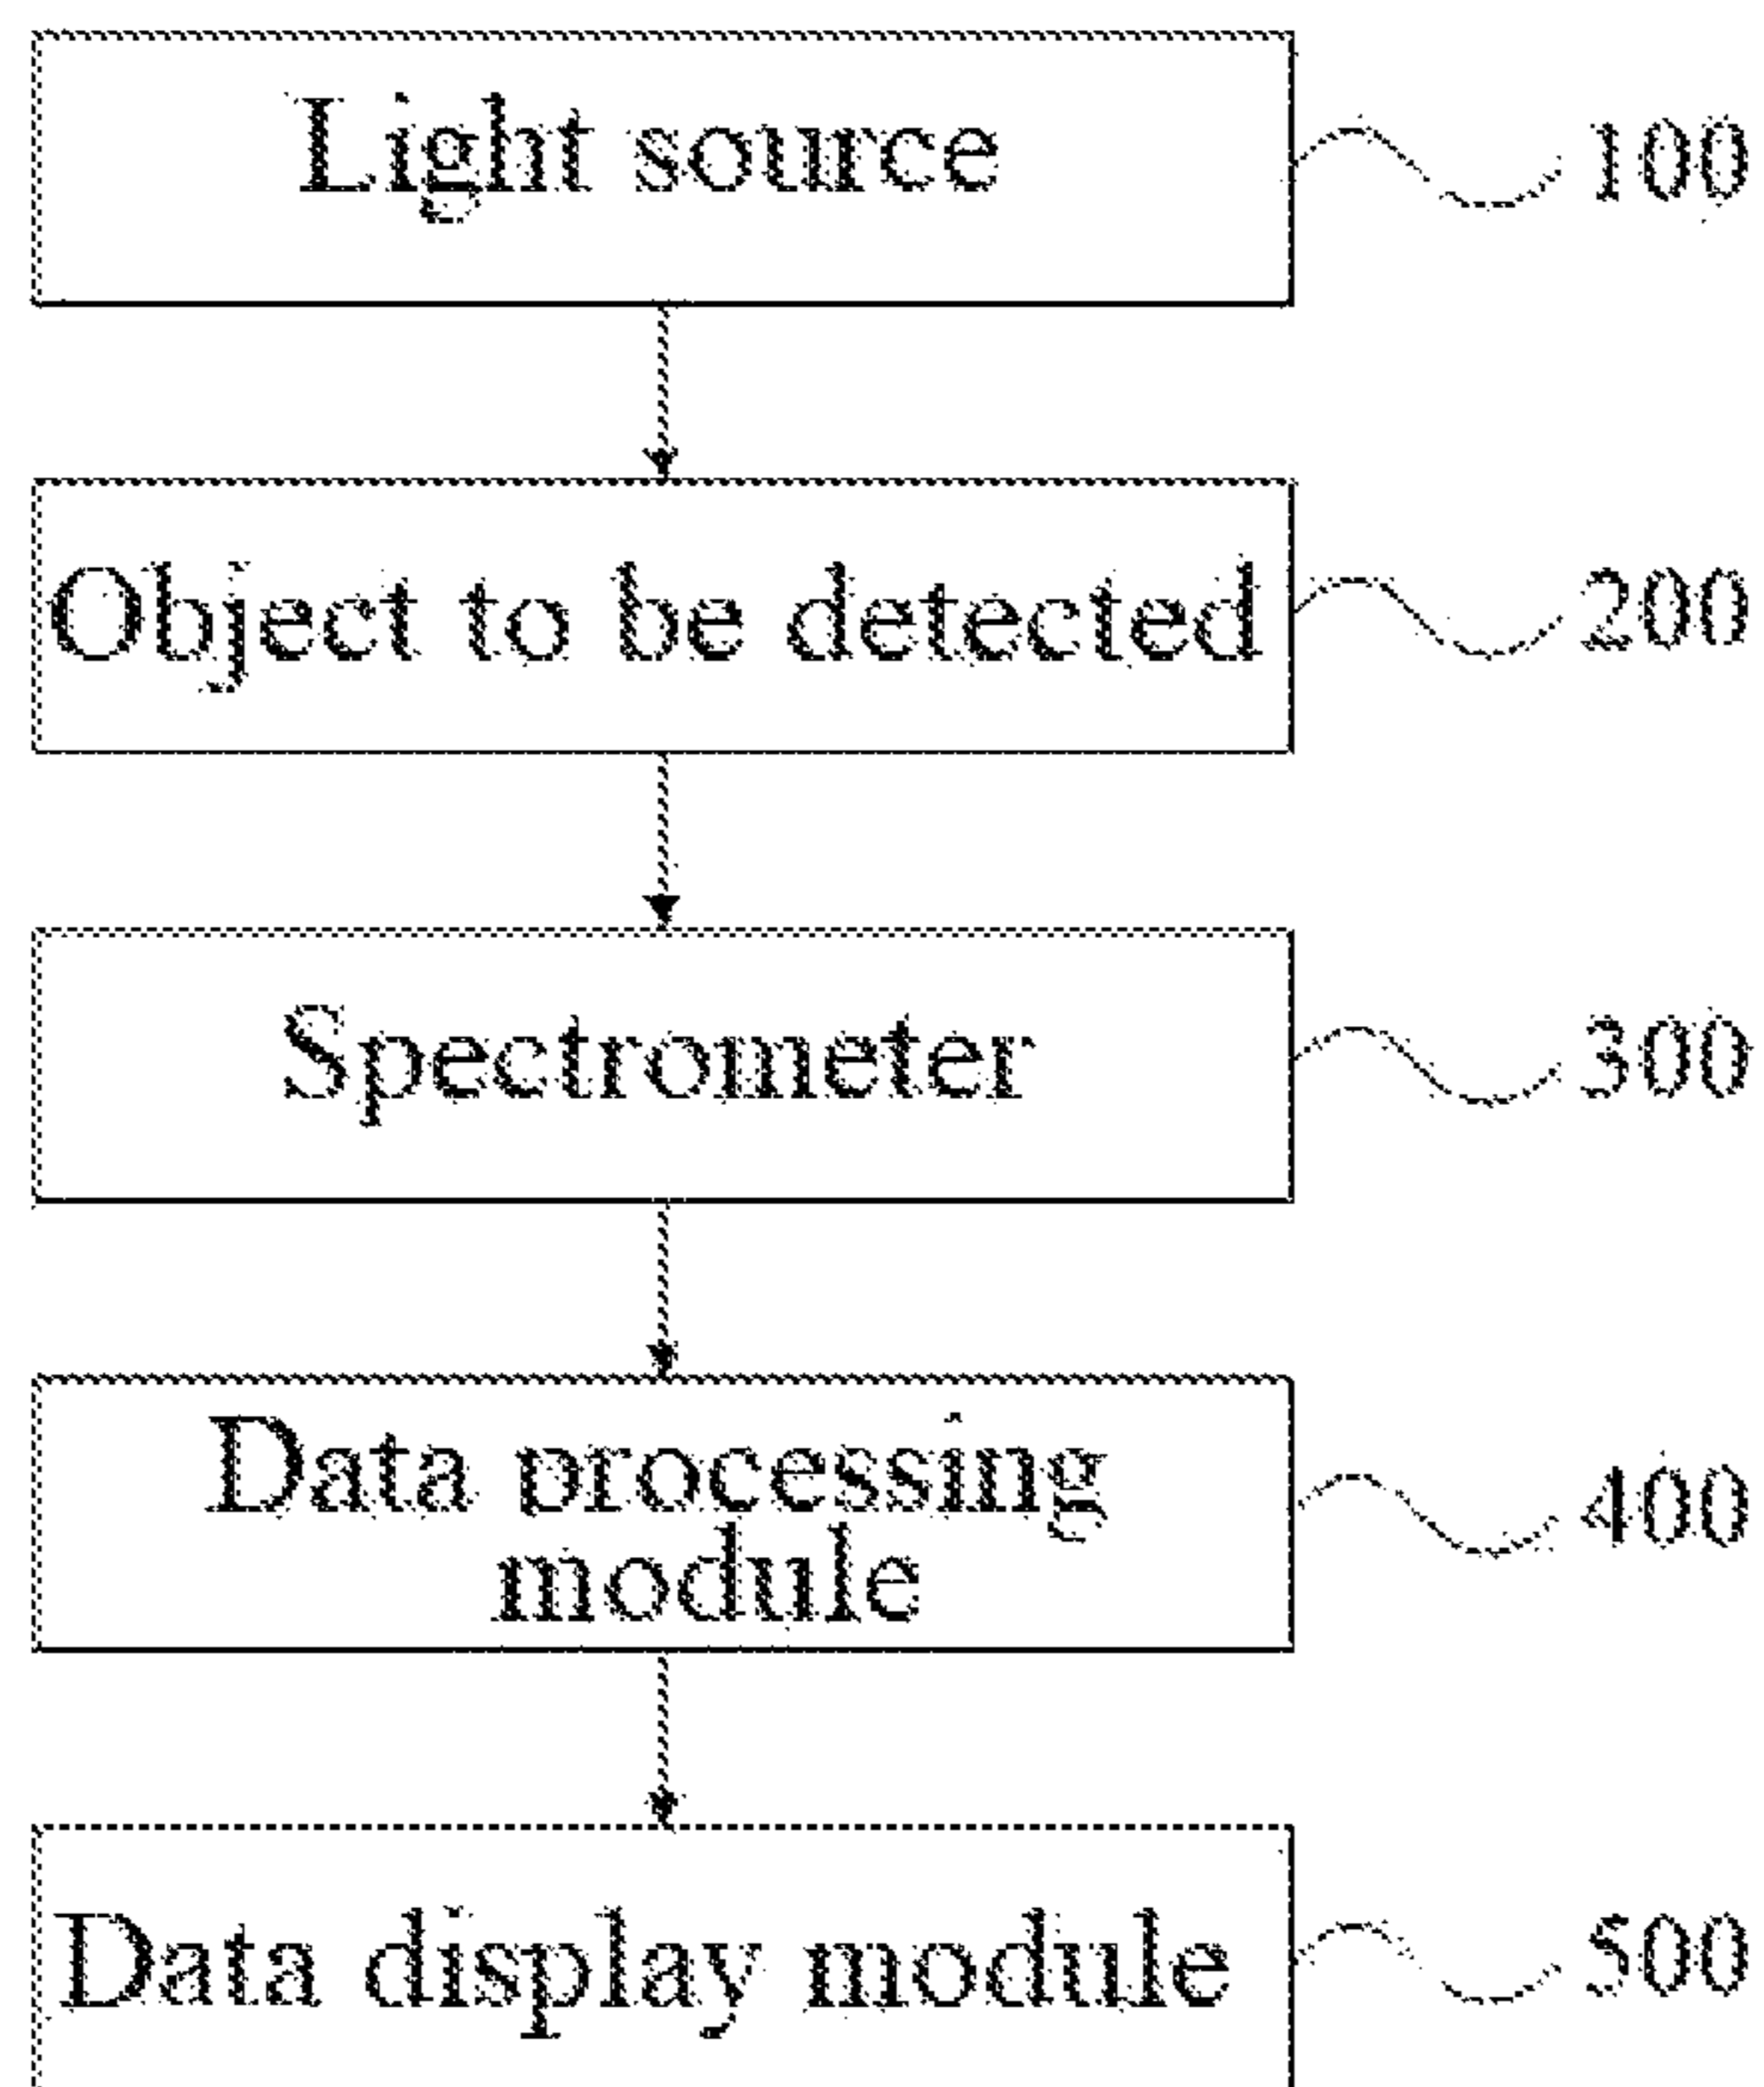 Light source
100
Object to be detected
200
Spectrometer
300
Data processing
module
400
Data display module
500